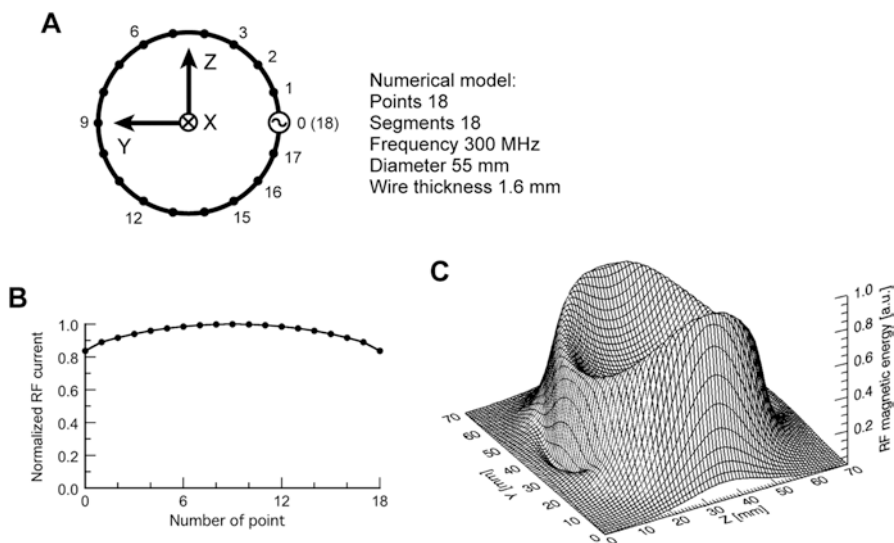 A
6
3
2
1
Z
9
X
Y
0 (18)
17
16
12
15
Numerical model:
Points 18
Segments 18
Frequency 300 MHz
Diameter 55 mm
Wire thickness 1.6 mm
B
Normalized RF current
1.0
0.8
0.6
0.4
0.2
0.0
0
6
12
18
Number of point
C
1.0
0.8
0.6
0.4
0.2
RF magnetic energy [a.u.]
70
60
50
40
30
20
10
0
Y [mm]
0
10
20
30
40
50
60
70
Z [mm]